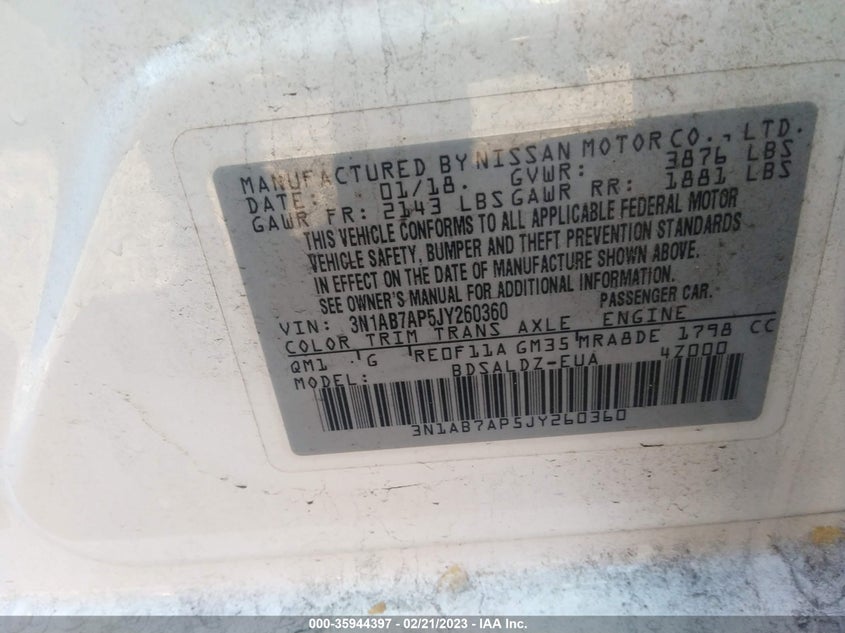 MANUFACTURED BY NISSAN MOTOR CO., LTD.
DATE: 01/18. GVWR: 3876 LBS
GAWR FR: 2143 LBS GAWR RR: 1881 LBS
THIS VEHICLE CONFORMS TO ALL APPLICABLE FEDERAL MOTOR
VEHICLE SAFETY, BUMPER AND THEFT PREVENTION STANDARDS
IN EFFECT ON THE DATE OF MANUFACTURE SHOWN ABOVE.
SEE OWNER'S MANUAL FOR ADDITIONAL INFORMATION.
VIN: 3N1AB7AP5JY260360 PASSENGER CAR.
COLOR TRIM TRANS AXLE ENGINE
QM1 G RE0F11A GM35 MRA8DE 1798 CC
MODEL: BDSALDZ-EUA 4Z000
3N1AB7AP5JY260360
000-35944397 - 02/21/2023 - IAA Inc.